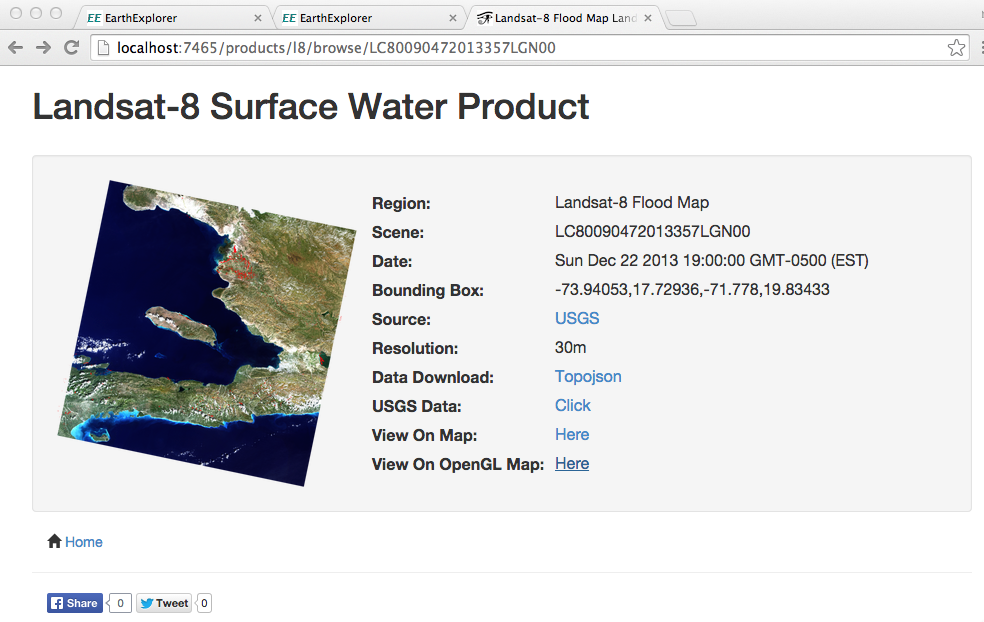 EE EarthExplorer
EE EarthExplorer
Landsat-8 Flood Map Land
localhost:7465/products/l8/browse/LC80090472013357LGN00
Landsat-8 Surface Water Product
Region: Landsat-8 Flood Map
Scene: LC80090472013357LGN00
Date: Sun Dec 22 2013 19:00:00 GMT-0500 (EST)
Bounding Box: -73.94053,17.72936,-71.778,19.83433
Source: USGS
Resolution: 30m
Data Download: Topojson
USGS Data: Click
View On Map: Here
View On OpenGL Map: Here
Home
Share 0 Tweet 0